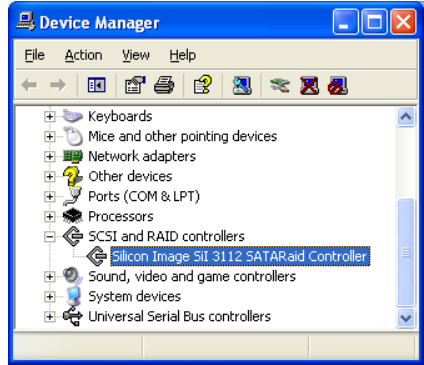 Device Manager
File Action View Help
Keyboards
Mice and other pointing devices
Network adapters
Other devices
Ports (COM & LPT)
Processors
SCSI and RAID controllers
Silicon Image SiI 3112 SATARaid Controller
Sound, video and game controllers
System devices
Universal Serial Bus controllers